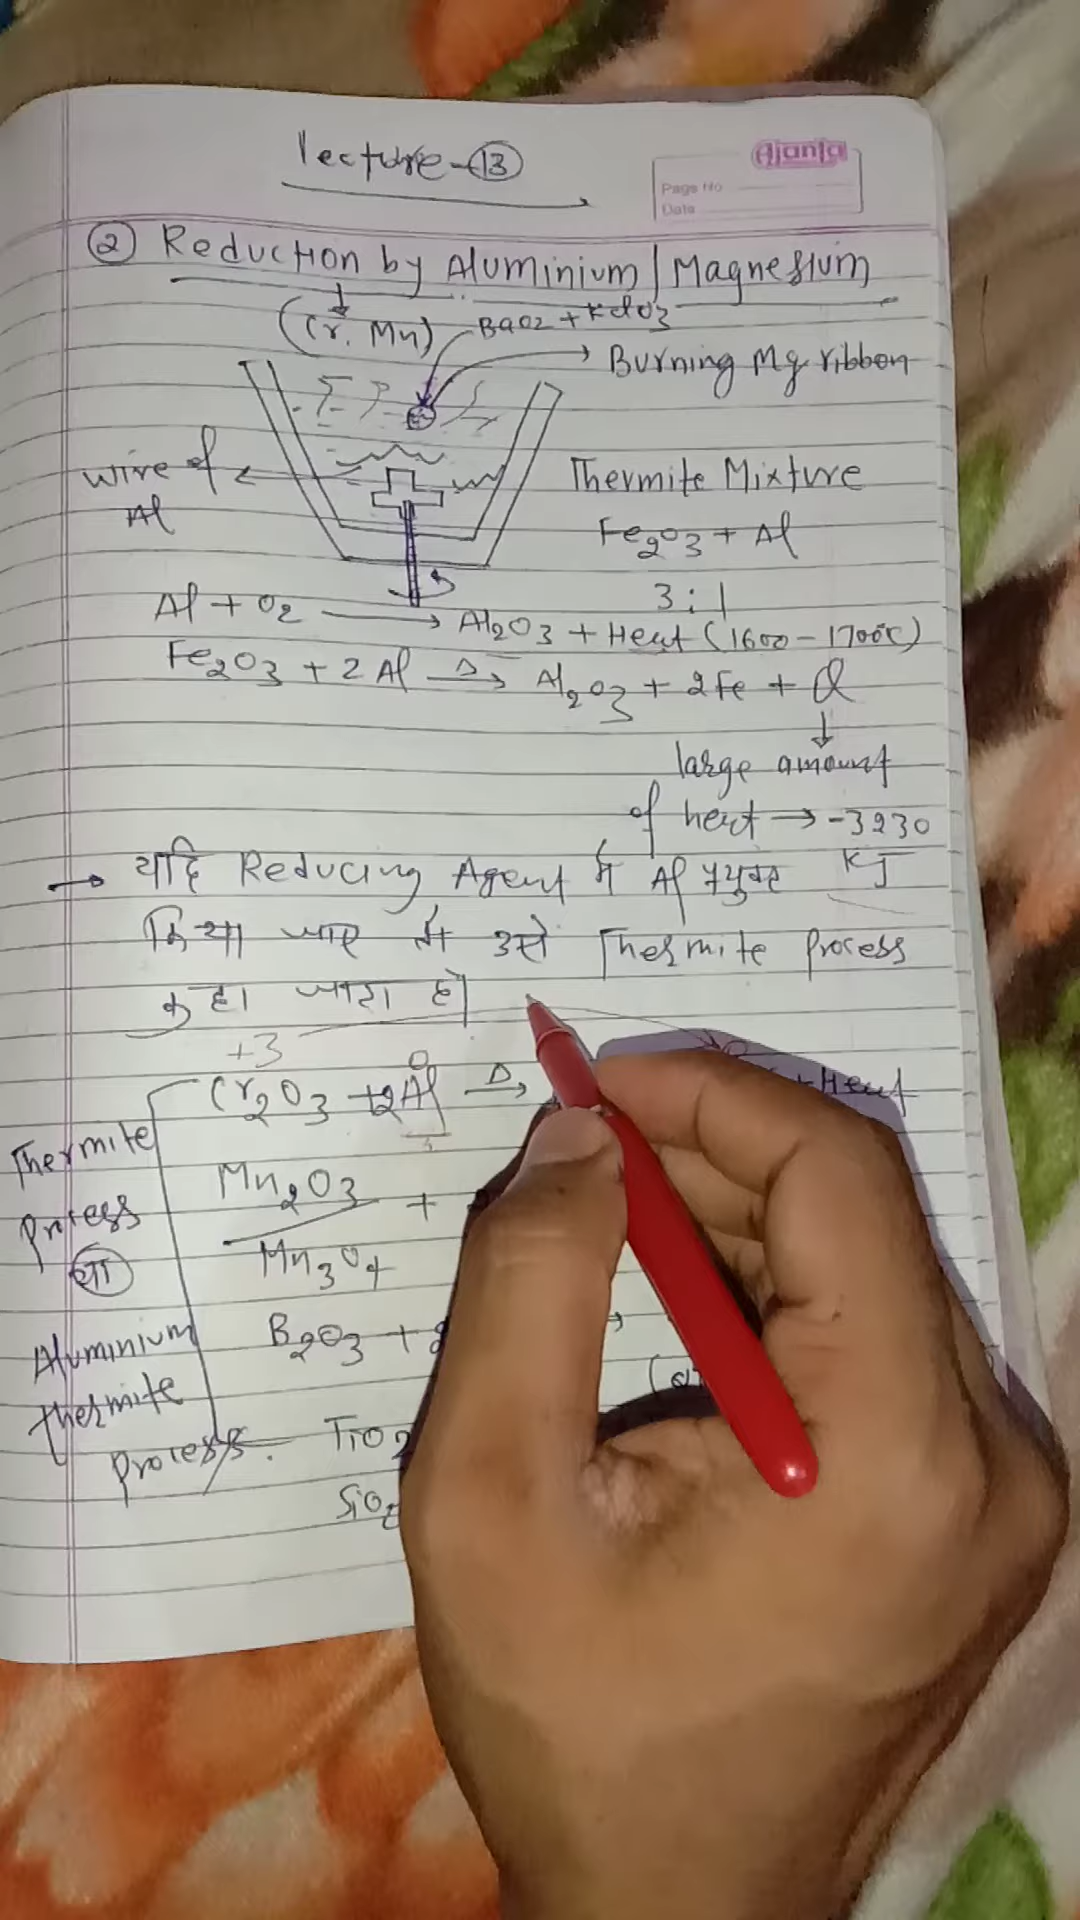 lecture-13
Ajanta
Page No
Date
② Reduction by Aluminium/Magnesium
(Cr, Mn)
BaO2 + KClO3
Burning Mg ribbon
wire of
Al
Thermite Mixture
Fe2O3 + Al
3:1
Al + O2 → Al2O3 + Heat (1600-1700°C)
Fe2O3 + 2Al →Δ Al2O3 + 2Fe + Q
large amount
of heat → -3230
KJ
→ यदि Reducing Agent में Al प्रयुक्त
किया जाए तो उसे Thermite Process
कहा जाता है।
+3 0
Cr2O3 + 2Al →Δ + Heat
Thermite
Process
या
Mn2O3 +
Mn3O4
B2O3 +
Aluminium
thermite
Process.
TiO2
SiO2